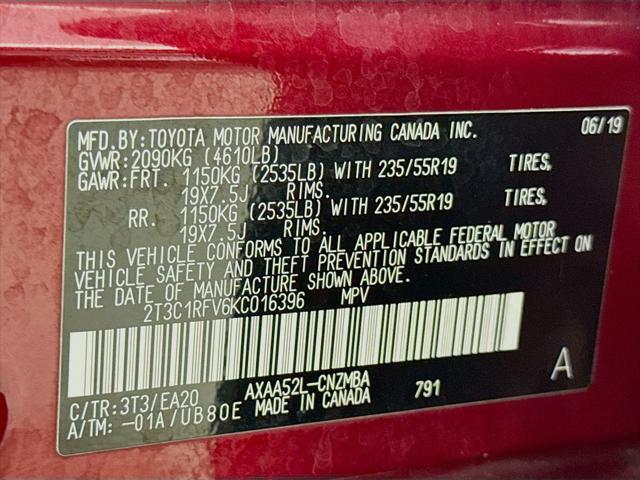 MFD.BY:TOYOTA MOTOR MANUFACTURING CANADA INC. 06/19
GVWR:2090KG (4610LB)
GAWR:FRT. 1150KG (2535LB) WITH 235/55R19 TIRES,
19X7.5J RIMS.
RR. 1150KG (2535LB) WITH 235/55R19 TIRES,
19X7.5J RIMS.
THIS VEHICLE CONFORMS TO ALL APPLICABLE FEDERAL MOTOR
VEHICLE SAFETY AND THEFT PREVENTION STANDARDS IN EFFECT ON
THE DATE OF MANUFACTURE SHOWN ABOVE.
2T3C1RFV6KC016396 MPV
C/TR:3T3/EA20 AXAA52L-CNZMBA 791 A
A/TM:-01A/UB80E MADE IN CANADA